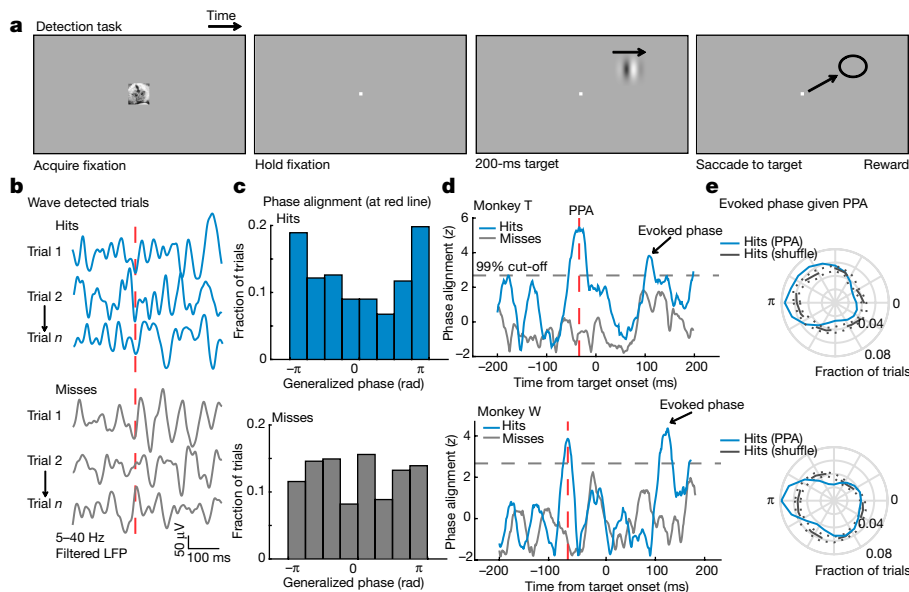 a
Detection task
Time
Acquire fixation
Hold fixation
200-ms target
Saccade to target
Reward
b
Wave detected trials
Hits
Trial 1
Trial 2
Trial n
Misses
Trial 1
Trial 2
Trial n
5–40 Hz
Filtered LFP
50 µV
100 ms
c
Phase alignment (at red line)
Hits
0.2
0.1
0
Fraction of trials
−π
0
π
Generalized phase (rad)
Misses
0.2
0.1
0
Fraction of trials
−π
0
π
Generalized phase (rad)
d
Monkey T
PPA
Hits
Misses
Evoked phase
99% cut-off
6
4
2
0
−2
Phase alignment (z)
−200
−100
0
100
200
Time from target onset (ms)
Monkey W
Evoked phase
Hits
Misses
4
2
0
−2
Phase alignment (z)
−200
−100
0
100
200
Time from target onset (ms)
e
Evoked phase given PPA
Hits (PPA)
Hits (shuffle)
π
0
0.04
0.08
Fraction of trials
Hits (PPA)
Hits (shuffle)
π
0
0.04
0.08
Fraction of trials